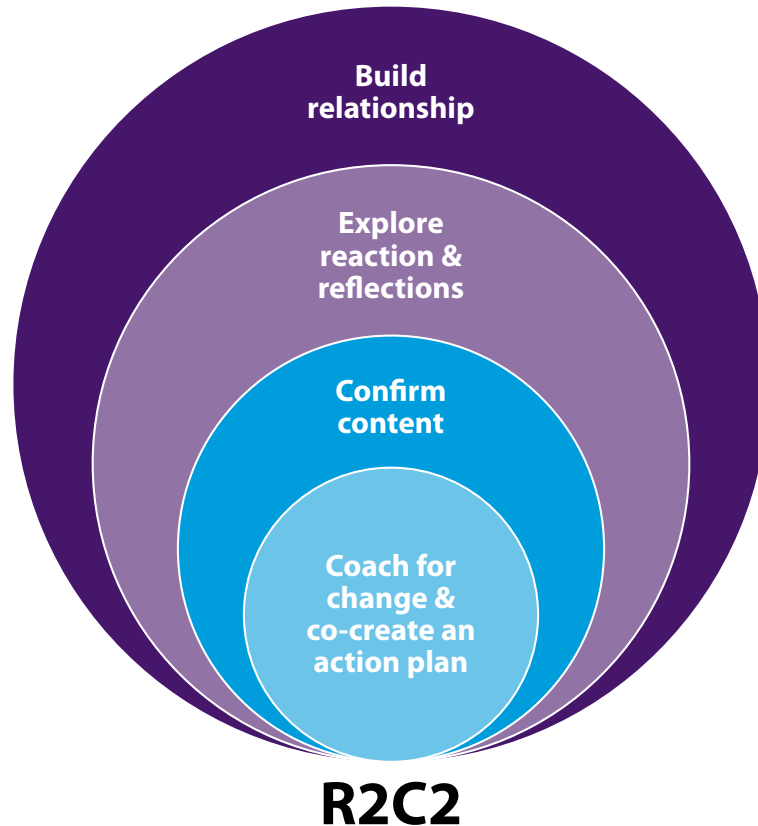 Build
relationship
Explore
reaction &
reflections
Confirm
content
Coach for
change &
co-create an
action plan
R2C2